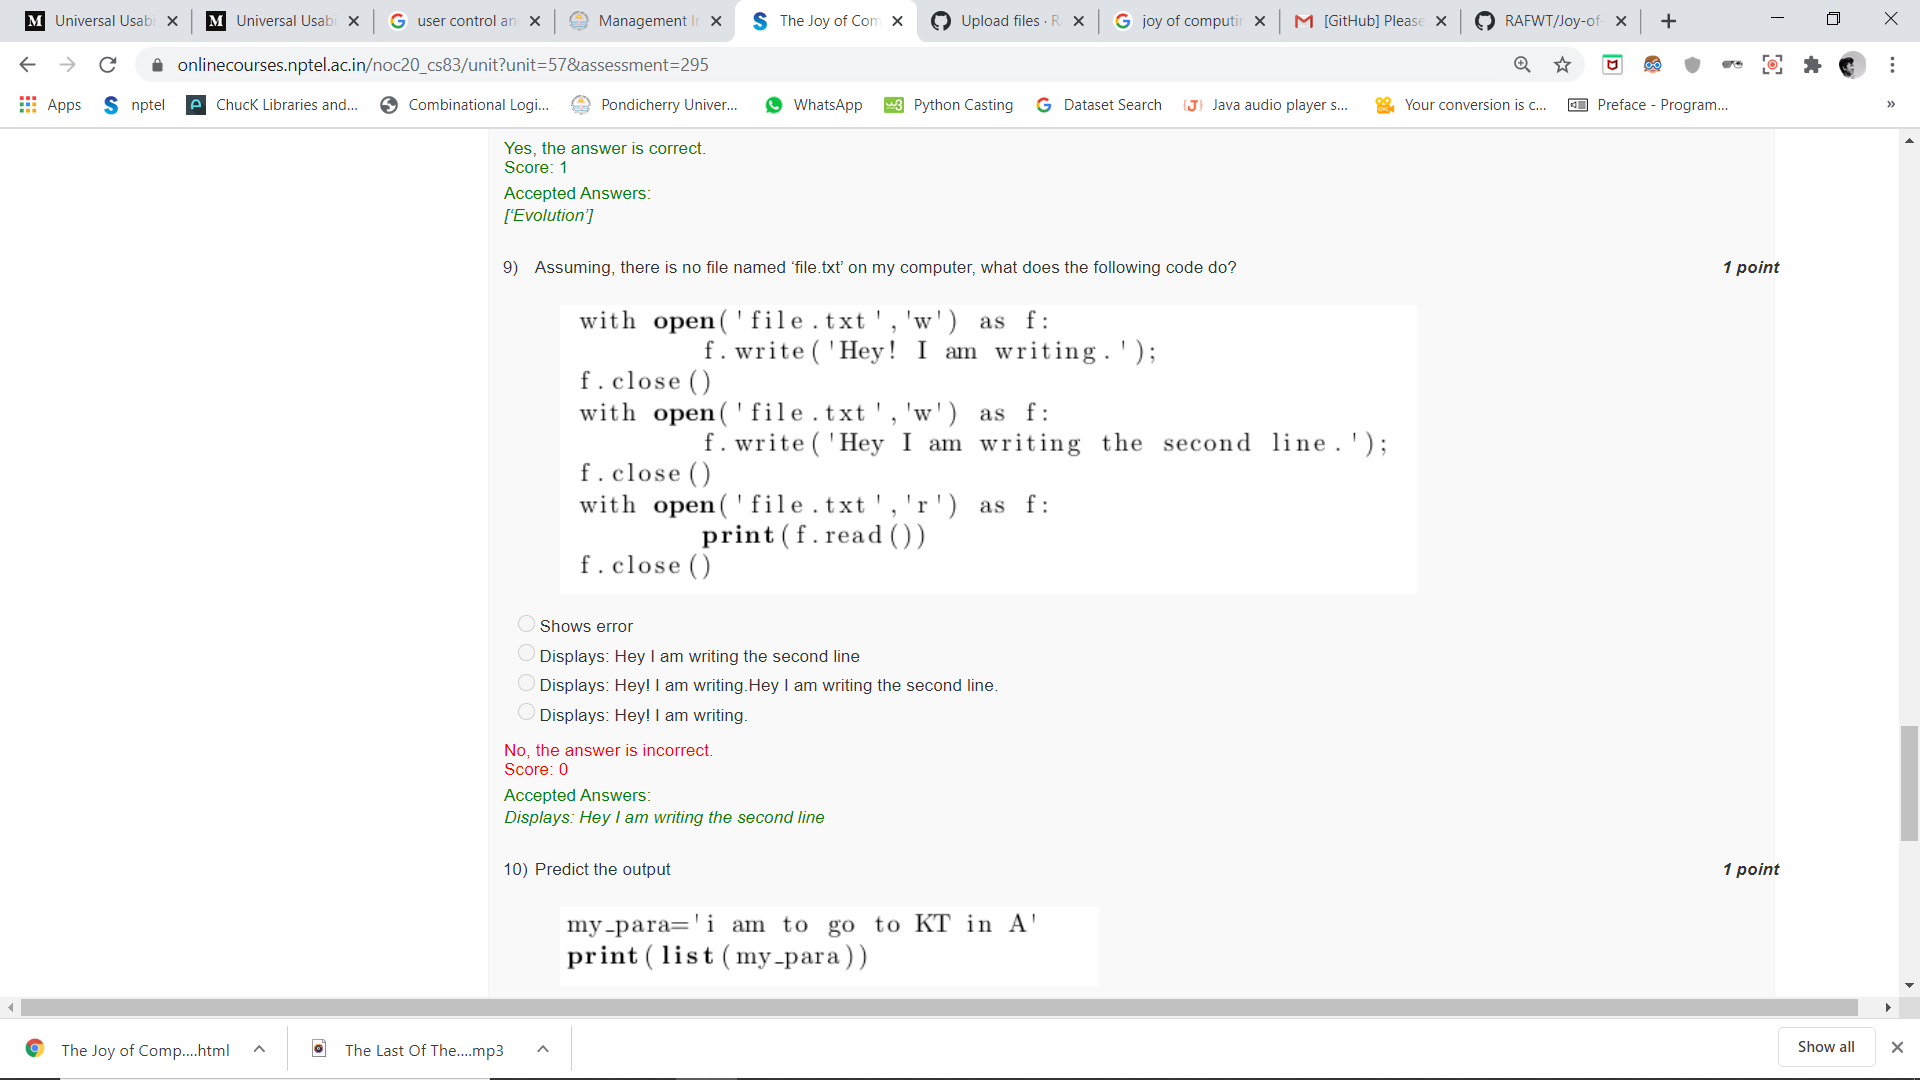 Universal Usabi
Universal Usabi
user control an
Management I
The Joy of Com
Upload files · R
joy of computin
[GitHub] Please
RAFWT/Joy-of-
onlinecourses.nptel.ac.in/noc20_cs83/unit?unit=57&assessment=295
Apps
nptel
ChucK Libraries and...
Combinational Logi...
Pondicherry Univer...
WhatsApp
Python Casting
Dataset Search
Java audio player s...
Your conversion is c...
Preface - Program...
»
Yes, the answer is correct.
Score: 1
Accepted Answers:
[‘Evolution’]
9) Assuming, there is no file named ‘file.txt’ on my computer, what does the following code do?
1 point
with open('file.txt','w') as f:
f.write('Hey! I am writing.');
f.close()
with open('file.txt','w') as f:
f.write('Hey I am writing the second line.');
f.close()
with open('file.txt','r') as f:
print(f.read())
f.close()
Shows error
Displays: Hey I am writing the second line
Displays: Hey! I am writing.Hey I am writing the second line.
Displays: Hey! I am writing.
No, the answer is incorrect.
Score: 0
Accepted Answers:
Displays: Hey I am writing the second line
10) Predict the output
1 point
my_para='i am to go to KT in A'
print(list(my_para))
The Joy of Comp....html
The Last Of The....mp3
Show all